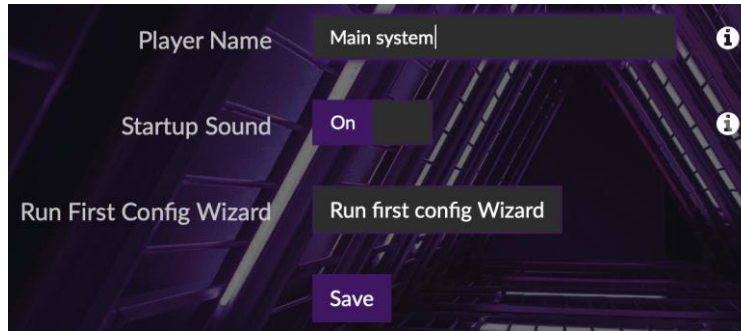 Player Name Main system
Startup Sound On
Run First Config Wizard Run first config Wizard
Save